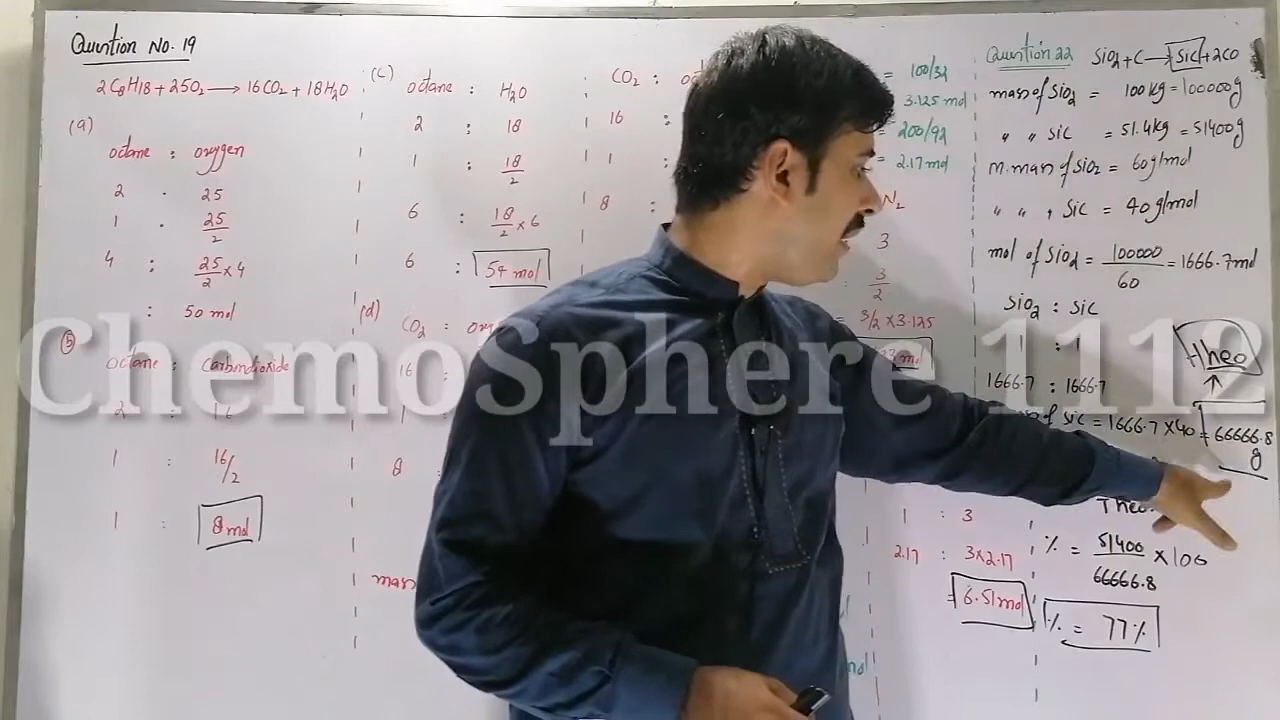 Question No. 19
2C8H18 + 25O2 → 16CO2 + 18H2O
(a)
octane : oxygen
2 : 25
1 : 25/2
4 : 25/2 × 4
: 50 mol
(b)
octane : Carbondioxide
2 : 16
1 : 16/2
1 : 8 mol
(c) octane : H2O
2 : 18
1 : 18/2
6 : 18/2 × 6
6 : 54 mol
(d)
CO2 :
16 :
1
8 :
mass
CO2 :
16 :
1 :
8 :
= 100/32
3.125 mol
= 200/92
= 2.17 mol
N2
3
: 3/2
= 3/2 × 3.125
mol
1 : 3
2.17 : 3×2.17
= 6.51 mol
Question 22 SiO2 + C → SiC + 2CO
mass of SiO2 = 100 kg = 100000 g
" " SiC = 51.4 kg = 51400 g
M. mass of SiO2 = 60 g/mol
" " , SiC = 40 g/mol
mol of SiO2 = 100000/60 = 1666.7 mol
SiO2 : SiC
1 : 1
Theo
1666.7 : 1666.7
of SiC = 1666.7 × 40 = 66666.8 g
Theo
% = 51400/66666.8 × 100
% = 77%
ChemoSphere 1112